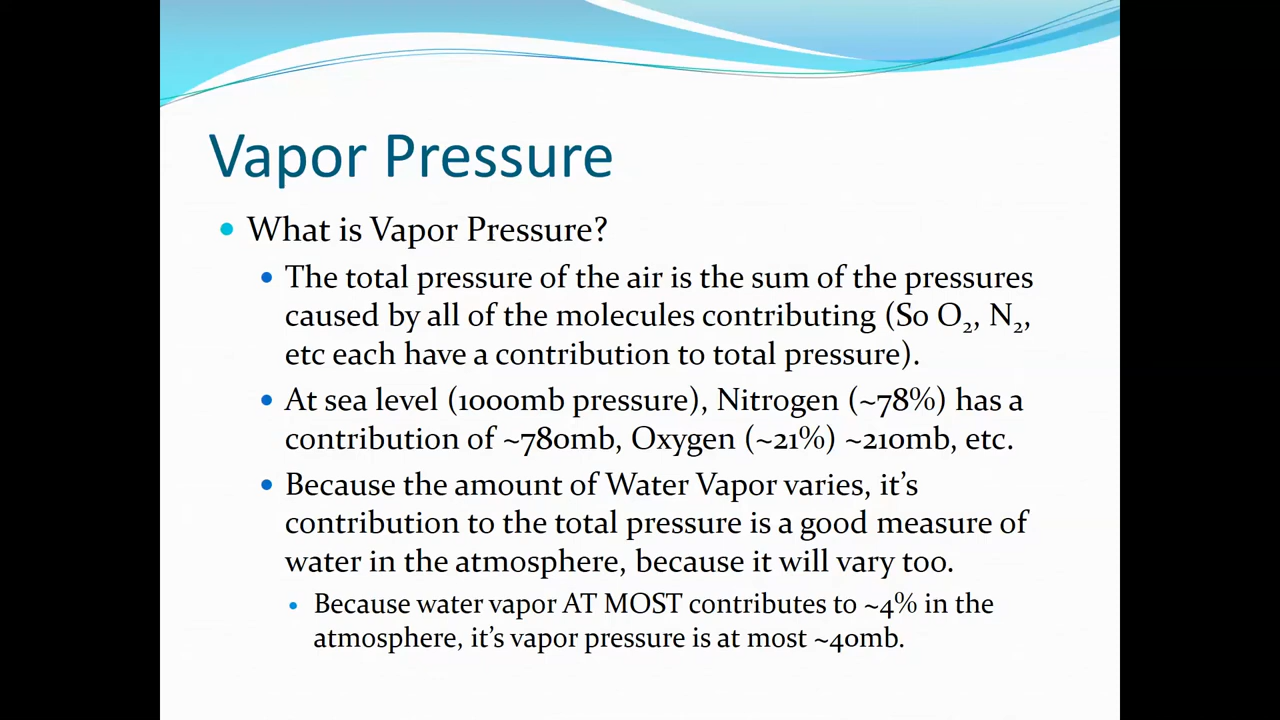 Vapor Pressure
What is Vapor Pressure?
The total pressure of the air is the sum of the pressures
caused by all of the molecules contributing (So O₂, N₂,
etc each have a contribution to total pressure).
At sea level (1000mb pressure), Nitrogen (~78%) has a
contribution of ~780mb, Oxygen (~21%) ~210mb, etc.
Because the amount of Water Vapor varies, it’s
contribution to the total pressure is a good measure of
water in the atmosphere, because it will vary too.
Because water vapor AT MOST contributes to ~4% in the
atmosphere, it’s vapor pressure is at most ~40mb.